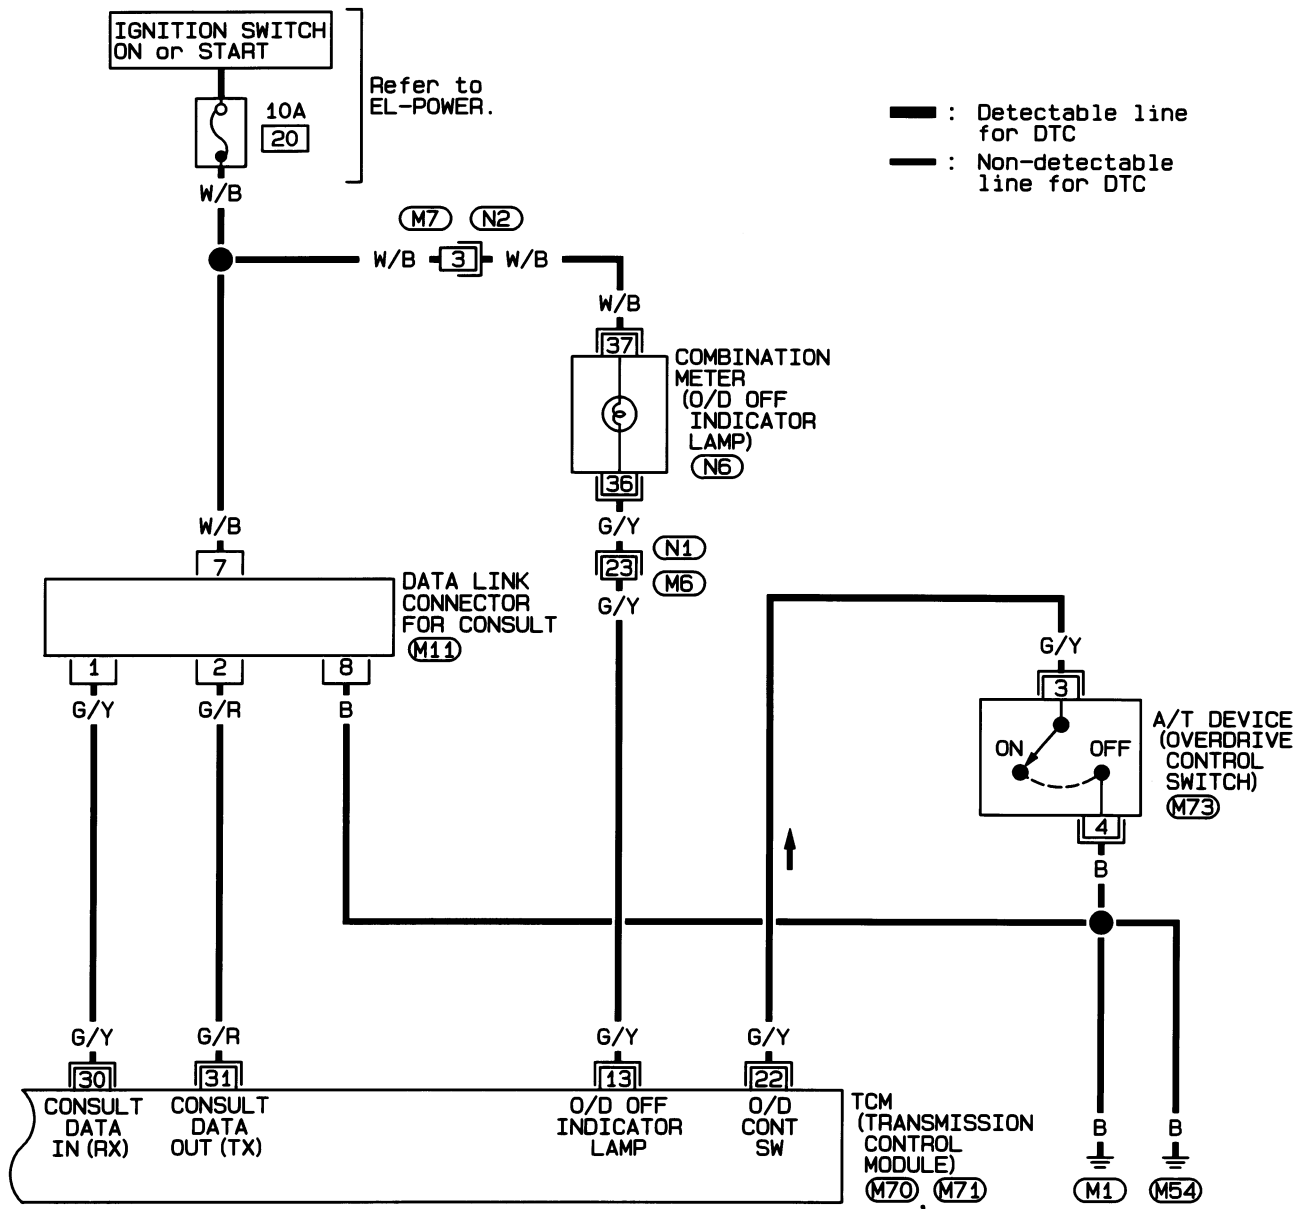 IGNITION SWITCH
ON or START
10A
20
Refer to
EL-POWER.
: Detectable line
for DTC
: Non-detectable
line for DTC
W/B
M7 N2
W/B 3 W/B
W/B
37
COMBINATION
METER
(O/D OFF
INDICATOR
LAMP)
N6
36
G/Y
N1
23
M6
G/Y
W/B
7
DATA LINK
CONNECTOR
FOR CONSULT
M11
1 2 8
G/Y G/R B
G/Y
3
A/T DEVICE
(OVERDRIVE
CONTROL
SWITCH)
M73
ON OFF
4
B
G/Y G/R G/Y G/Y
30 31 13 22
CONSULT
DATA
IN (RX)
CONSULT
DATA
OUT (TX)
O/D OFF
INDICATOR
LAMP
O/D
CONT
SW
TCM
(TRANSMISSION
CONTROL
MODULE)
M70 , M71
B B
M1 M54